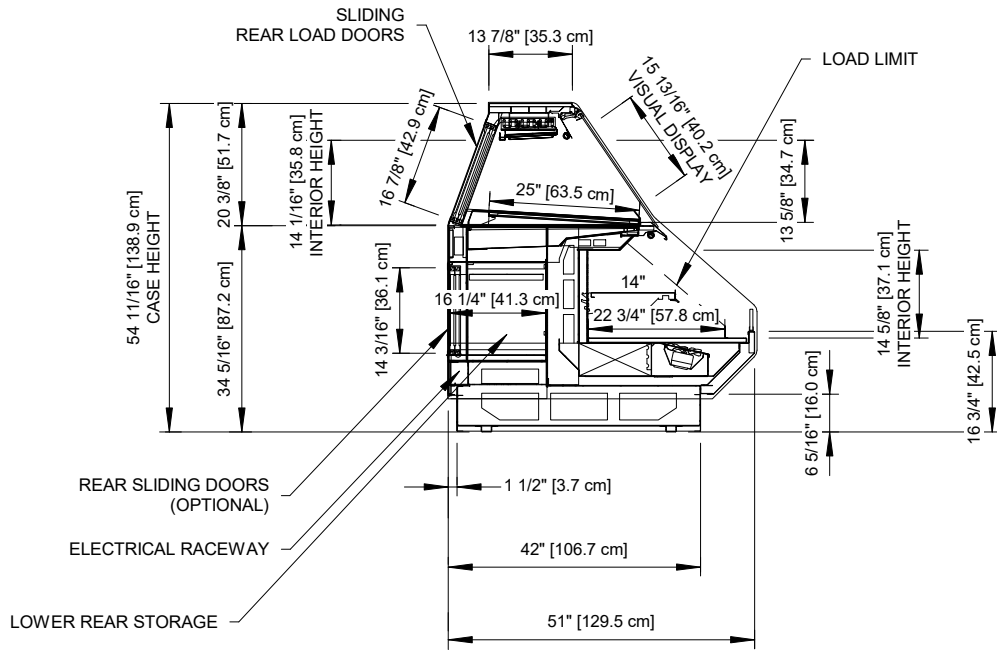 SLIDING
REAR LOAD DOORS
13 7/8" [35.3 cm]
LOAD LIMIT
15 13/16" [40.2 cm]
VISUAL DISPLAY
54 11/16" [138.9 cm]
CASE HEIGHT
20 3/8" [51.7 cm]
14 1/16" [35.8 cm]
INTERIOR HEIGHT
16 7/8" [42.9 cm]
25" [63.5 cm]
13 5/8" [34.7 cm]
34 5/16" [87.2 cm]
14 3/16" [36.1 cm]
16 1/4" [41.3 cm]
14"
22 3/4" [57.8 cm]
14 5/8" [37.1 cm]
INTERIOR HEIGHT
16 3/4" [42.5 cm]
6 5/16" [16.0 cm]
REAR SLIDING DOORS
(OPTIONAL)
1 1/2" [3.7 cm]
ELECTRICAL RACEWAY
42" [106.7 cm]
LOWER REAR STORAGE
51" [129.5 cm]